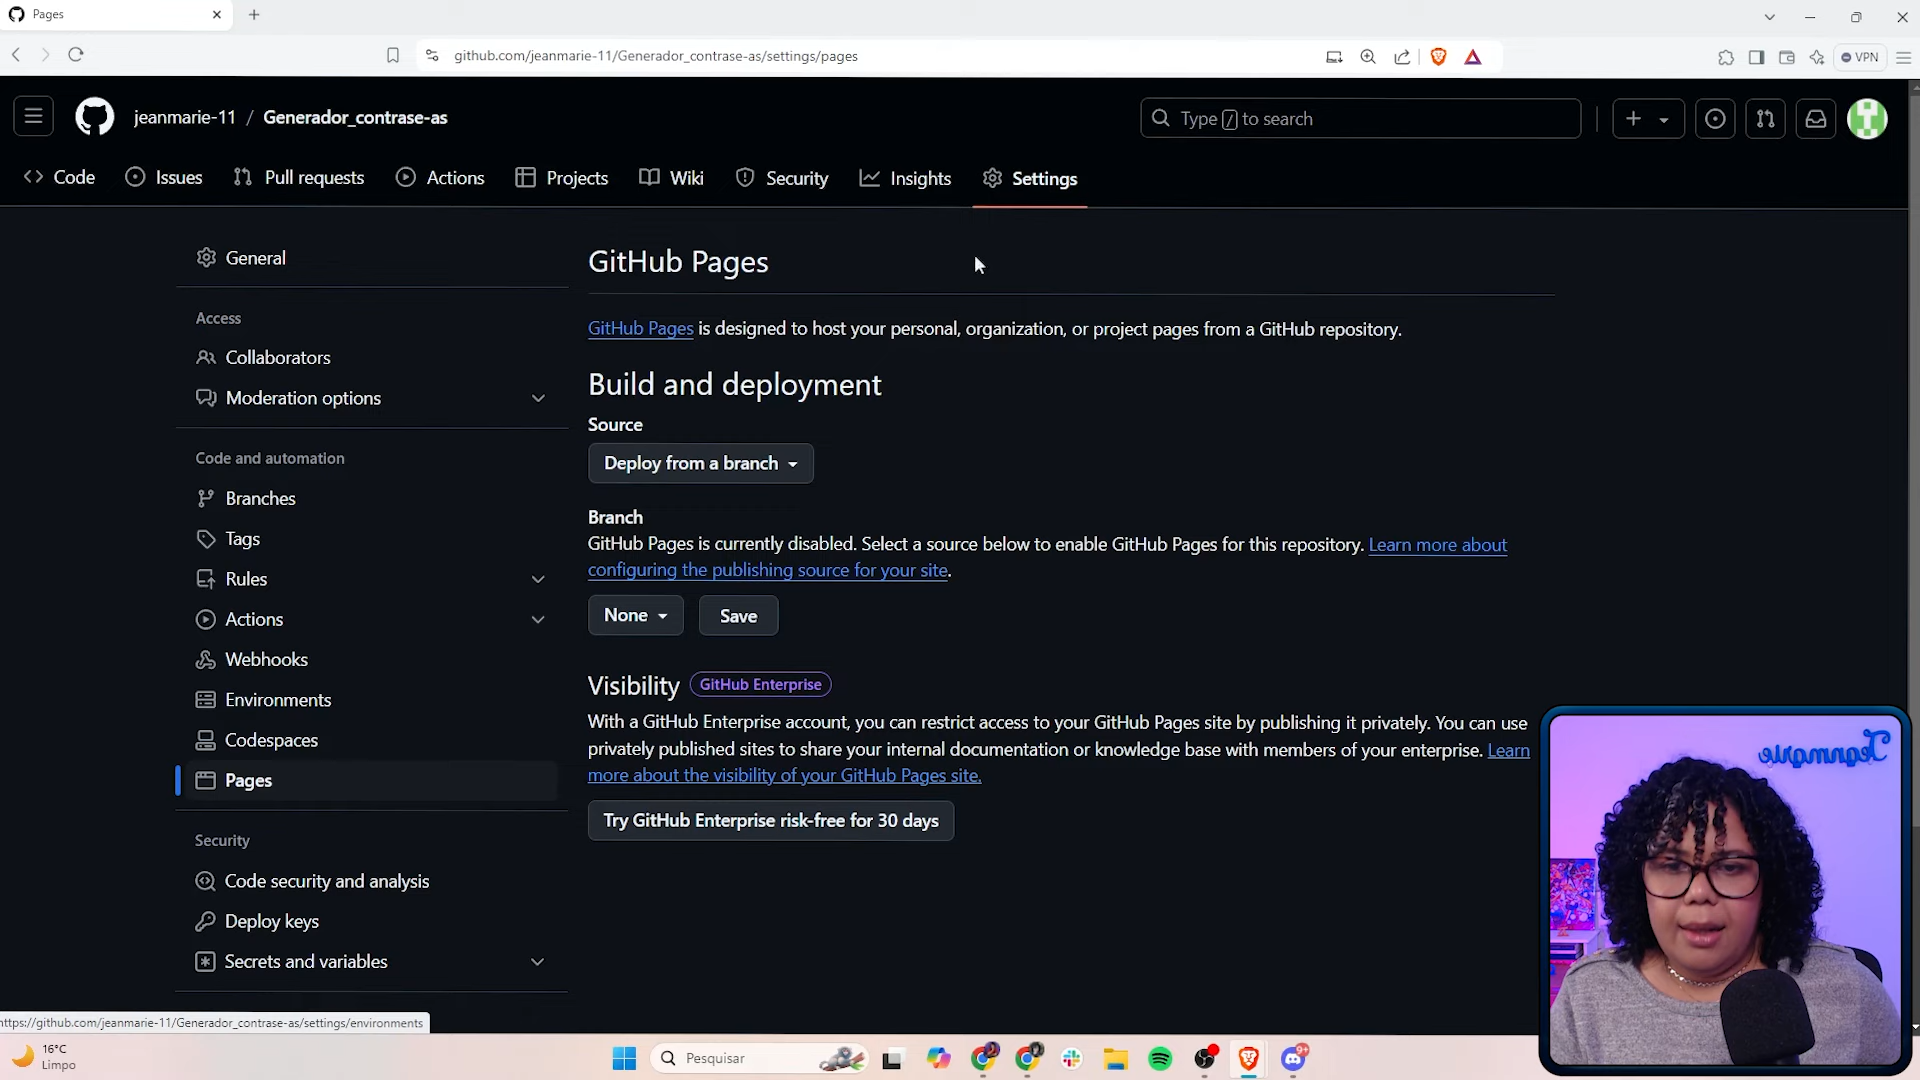 Pages
github.com/jeanmarie-11/Generador_contrase-as/settings/pages
VPN
jeanmarie-11 / Generador_contrase-as
Type / to search
Code
Issues
Pull requests
Actions
Projects
Wiki
Security
Insights
Settings
General
Access
Collaborators
Moderation options
Code and automation
Branches
Tags
Rules
Actions
Webhooks
Environments
Codespaces
Pages
Security
Code security and analysis
Deploy keys
Secrets and variables
GitHub Pages
GitHub Pages is designed to host your personal, organization, or project pages from a GitHub repository.
Build and deployment
Source
Deploy from a branch
Branch
GitHub Pages is currently disabled. Select a source below to enable GitHub Pages for this repository. Learn more about
configuring the publishing source for your site.
None
Save
Visibility GitHub Enterprise
With a GitHub Enterprise account, you can restrict access to your GitHub Pages site by publishing it privately. You can use
privately published sites to share your internal documentation or knowledge base with members of your enterprise. Learn
more about the visibility of your GitHub Pages site.
Try GitHub Enterprise risk-free for 30 days
Jeanmarie
https://github.com/jeanmarie-11/Generador_contrase-as/settings/environments
16°C
Limpo
Pesquisar
9+